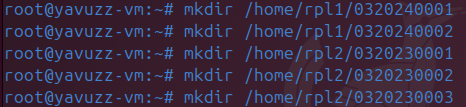 root@yavuzz-vm:~# mkdir /home/rpl1/0320240001
root@yavuzz-vm:~# mkdir /home/rpl1/0320240002
root@yavuzz-vm:~# mkdir /home/rpl2/0320230001
root@yavuzz-vm:~# mkdir /home/rpl2/0320230002
root@yavuzz-vm:~# mkdir /home/rpl2/0320230003